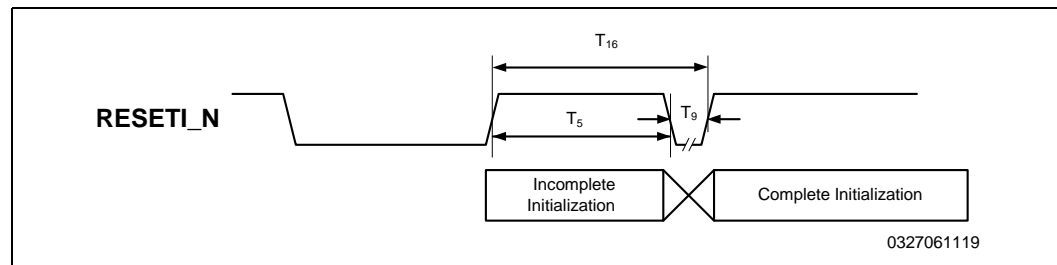 T16
RESETI_N
T5
T9
Incomplete
Initialization
Complete Initialization
0327061119